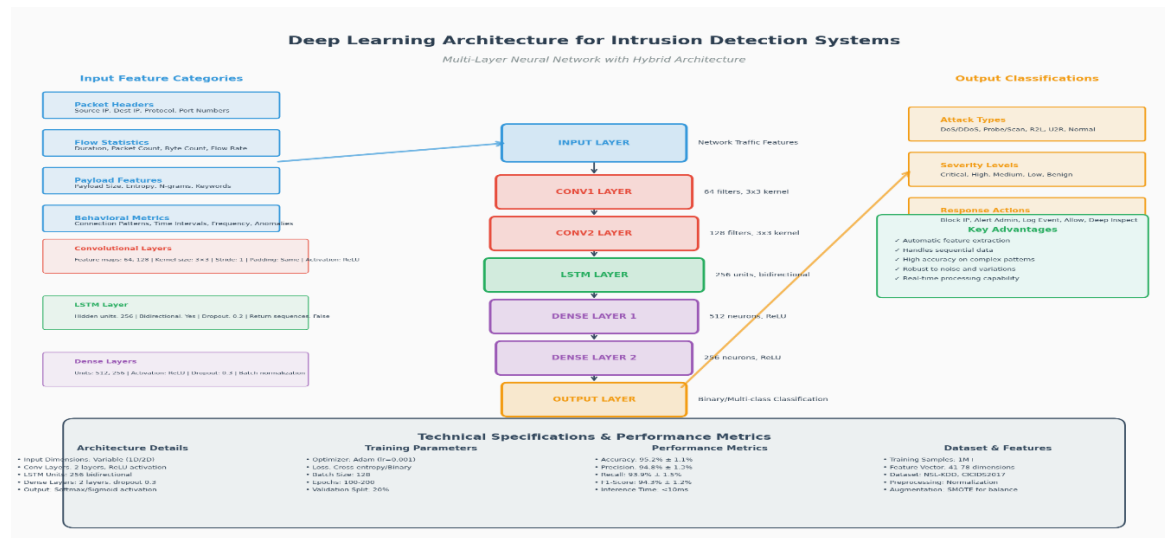 Deep Learning Architecture for Intrusion Detection Systems
Multi-Layer Neural Network with Hybrid Architecture
Input Feature Categories
Packet Headers
Source IP, Dest IP, Protocol, Port Numbers
Flow Statistics
Duration, Packet Count, Byte Count, Flow Rate
Payload Features
Payload Size, Entropy, N-grams, Keywords
Behavioral Metrics
Connection Patterns, Time Intervals, Frequency, Anomalies
Convolutional Layers
Feature maps: 64, 128 | Kernel size: 3×3 | Stride: 1 | Padding: Same | Activation: ReLU
LSTM Layer
Hidden units: 256 | Bidirectional: Yes | Dropout: 0.3 | Return sequences: False
Dense Layers
Units: 512, 256 | Activation: ReLU | Dropout: 0.3 | Batch normalization
INPUT LAYER
Network Traffic Features
CONV1 LAYER
64 filters, 3x3 kernel
CONV2 LAYER
128 filters, 3x3 kernel
LSTM LAYER
256 units, bidirectional
DENSE LAYER 1
512 neurons, ReLU
DENSE LAYER 2
256 neurons, ReLU
OUTPUT LAYER
Binary/Multi-class Classification
Output Classifications
Attack Types
DoS/DDoS, Probe/Scan, R2L, U2R, Normal
Severity Levels
Critical, High, Medium, Low, Benign
Response Actions
Block IP, Alert Admin, Log Event, Allow, Deep Inspect
Key Advantages
✓ Automatic feature extraction
✓ Handles sequential data
✓ High accuracy on complex patterns
✓ Robust to noise and variations
✓ Real-time processing capability
Technical Specifications & Performance Metrics
Architecture Details
• Input Dimensions: Variable (1D/2D)
• Conv Layers: 2 layers, ReLU activation
• LSTM Units: 256 bidirectional
• Dense Layers: 2 layers, dropout 0.3
• Output: Softmax/Sigmoid activation
Training Parameters
• Optimizer: Adam (lr=0.001)
• Loss: Cross-entropy/Binary
• Batch Size: 128
• Epochs: 100-200
• Validation Split: 20%
Performance Metrics
• Accuracy: 95.2% ± 1.1%
• Precision: 94.8% ± 1.3%
• Recall: 93.9% ± 1.5%
• F1-Score: 94.3% ± 1.2%
• Inference Time: <10ms
Dataset & Features
• Training Samples: 1M+
• Feature Vector: 41-78 dimensions
• Dataset: NSL-KDD, CICIDS2017
• Preprocessing: Normalization
• Augmentation: SMOTE for balance